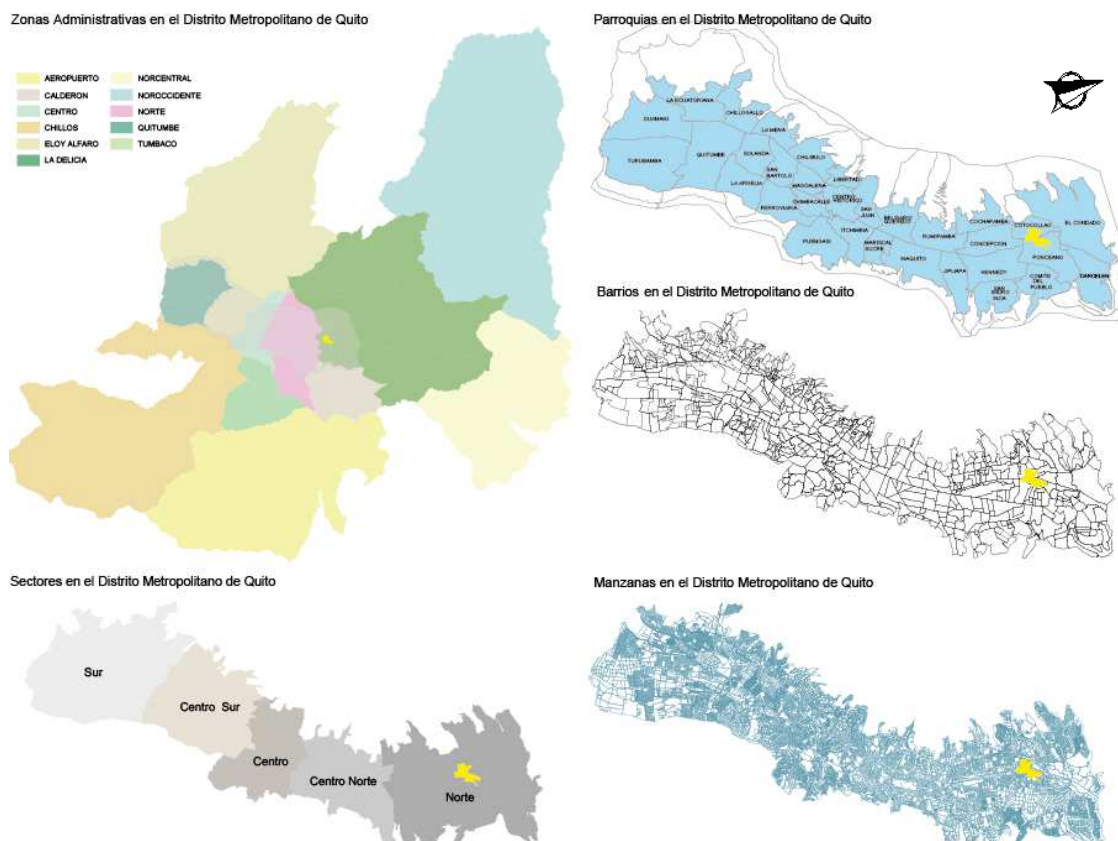 Zonas Administrativas en el Distrito Metropolitano de Quito
AEROPUERTO
CALDERON
CENTRO
CHILLOS
ELOY ALFARO
LA DELICIA
NORCENTRAL
NOROCCIDENTE
NORTE
QUITUMBE
TUMBACO
Parroquias en el Distrito Metropolitano de Quito
LA ECUATORIANA
CHILLOGALLO
GUAMANI
LA MENA
TURUBAMBA
QUITUMBE
SOLANDA
CHILIBULO
SAN
BARTOLO
LA ARGELIA
MAGDALENA
LIBERTAD
CENTRO
HISTORICO
FERROVIARIA
CHIMBACALLE
SAN
JUAN
BELISARIO
QUEVEDO
PUENGASI
ITCHIMBIA
MARISCAL
SUCRE
RUMIPAMBA
IÑAQUITO
COCHAPAMBA
CONCEPCION
COTOCOLLAO
EL CONDADO
PONCEANO
JIPIJAPA
KENNEDY
COMITE
DEL
PUEBLO
CARCELEN
SAN
ISIDRO
INCA
Barrios en el Distrito Metropolitano de Quito
Sectores en el Distrito Metropolitano de Quito
Sur
Centro Sur
Centro
Centro Norte
Norte
Manzanas en el Distrito Metropolitano de Quito